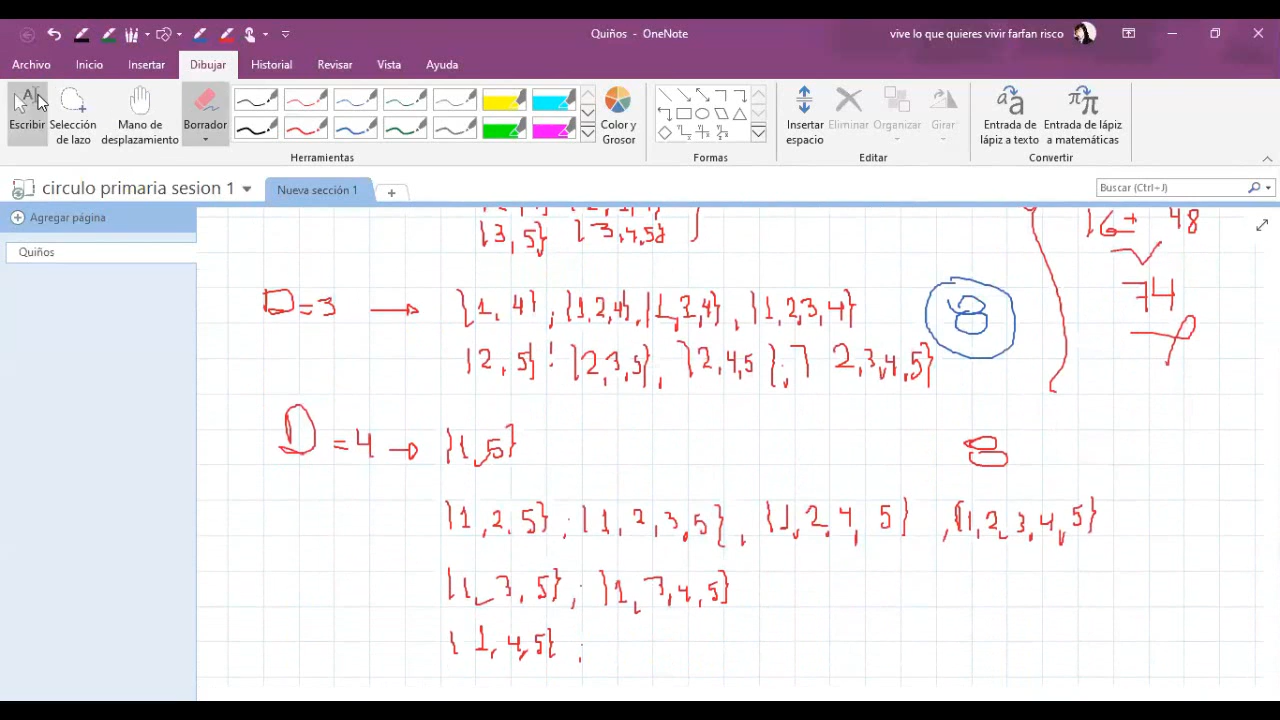 Quiños - OneNote
vive lo que quieres vivir farfan risco
Archivo Inicio Insertar Dibujar Historial Revisar Vista Ayuda
Escribir
Selección de lazo
Mano de desplazamiento
Borrador
Color y Grosor
Insertar espacio
Eliminar
Organizar
Girar
Entrada de lápiz a texto
Entrada de lápiz a matemáticas
Herramientas Formas Editar Convertir
circulo primaria sesion 1
Nueva sección 1
Buscar (Ctrl+J)
Agregar página
Quiños
{3, 5} {3,4,5}
16+ 48
74
D=3 → {1, 4}, {1,2,4}, {1,3,4}, {1,2,3,4}
8
{2, 5}; {2,3,5}, {2,4,5}, {2,3,4,5}
D=4 → {1,5}
8
{1,2,5}; {1,2,3,5}, {1,2,4,5}, {1,2,3,4,5}
{1,3,5}; {1,3,4,5}
{1,4,5};